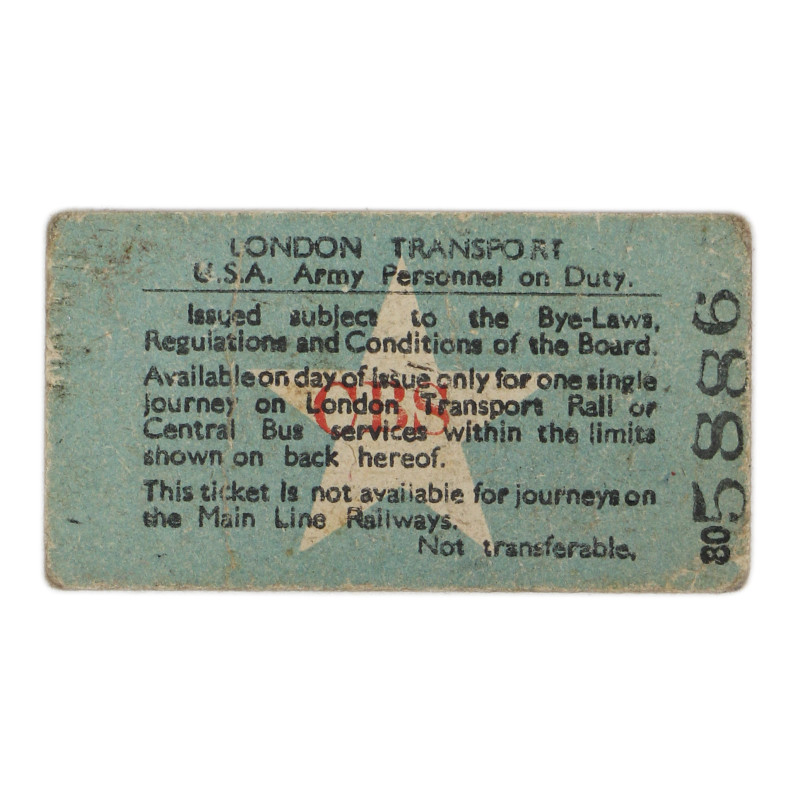 LONDON TRANSPORT
U.S.A. Army Personnel on Duty.
Issued subject to the Bye-Laws,
Regulations and Conditions of the Board.
Available on day of issue only for one single
journey on London Transport Rail or
Central Bus services within the limits
shown on back hereof.
This ticket is not available for journeys on
the Main Line Railways.
Not transferable.
CBS
805886